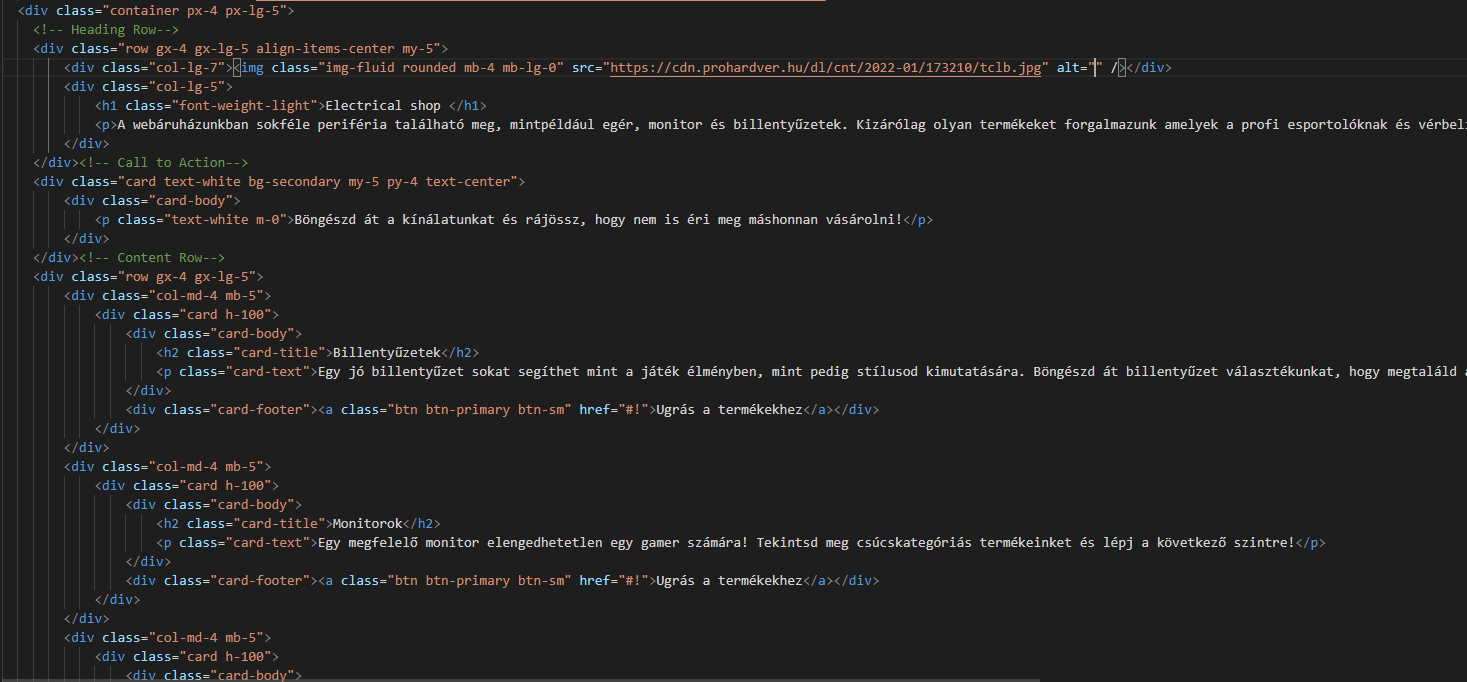 <div class="container px-4 px-lg-5">
<!-- Heading Row-->
<div class="row gx-4 gx-lg-5 align-items-center my-5">
<div class="col-lg-7"><img class="img-fluid rounded mb-4 mb-lg-0" src="https://cdn.prohardver.hu/dl/cnt/2022-01/173210/tclb.jpg" alt="" /></div>
<div class="col-lg-5">
<h1 class="font-weight-light">Electrical shop </h1>
<p>A webáruházunkban sokféle periféria található meg, mintpéldául egér, monitor és billentyűzetek. Kizárólag olyan termékeket forgalmazunk amelyek a profi esportolóknak és vérbeli
</div>
</div><!-- Call to Action-->
<div class="card text-white bg-secondary my-5 py-4 text-center">
<div class="card-body">
<p class="text-white m-0">Böngészd át a kínálatunkat és rájössz, hogy nem is éri meg máshonnan vásárolni!</p>
</div>
</div><!-- Content Row-->
<div class="row gx-4 gx-lg-5">
<div class="col-md-4 mb-5">
<div class="card h-100">
<div class="card-body">
<h2 class="card-title">Billentyűzetek</h2>
<p class="card-text">Egy jó billentyűzet sokat segíthet mint a játék élményben, mint pedig stílusod kimutatására. Böngészd át billentyűzet választékunkat, hogy megtaláld a
</div>
<div class="card-footer"><a class="btn btn-primary btn-sm" href="#!">Ugrás a termékekhez</a></div>
</div>
</div>
<div class="col-md-4 mb-5">
<div class="card h-100">
<div class="card-body">
<h2 class="card-title">Monitorok</h2>
<p class="card-text">Egy megfelelő monitor elengedhetetlen egy gamer számára! Tekintsd meg csúcskategóriás termékeinket és lépj a következő szintre!</p>
</div>
<div class="card-footer"><a class="btn btn-primary btn-sm" href="#!">Ugrás a termékekhez</a></div>
</div>
</div>
<div class="col-md-4 mb-5">
<div class="card h-100">
<div class="card-body">